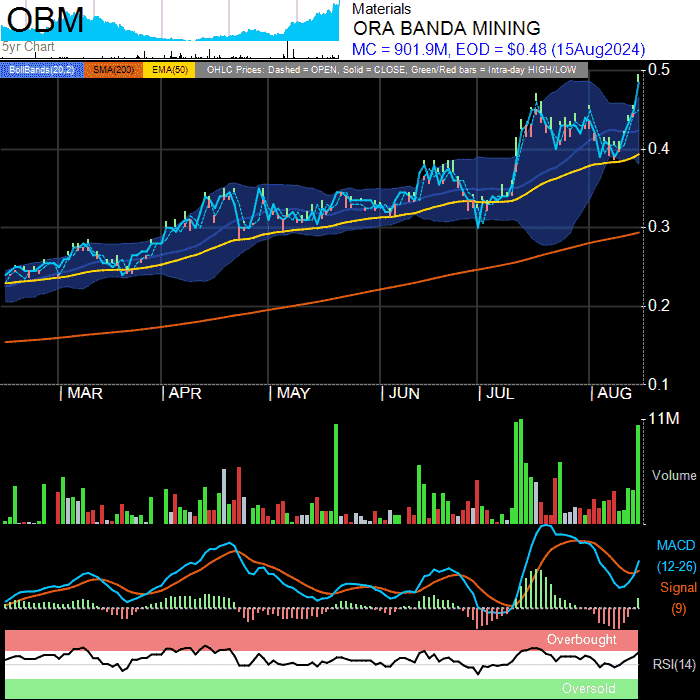 OBM
5yr Chart
Materials
ORA BANDA MINING
MC = 901.9M, EOD = $0.48 (15Aug2024)
BollBands(20,2) SMA(200) EMA(50) OHLC Prices: Dashed = OPEN, Solid = CLOSE, Green/Red bars = Intra-day HIGH/LOW
0.5
0.4
0.3
0.2
0.1
MAR APR MAY JUN JUL AUG
11M
Volume
MACD
(12-26)
Signal
(9)
Overbought
RSI(14)
Oversold